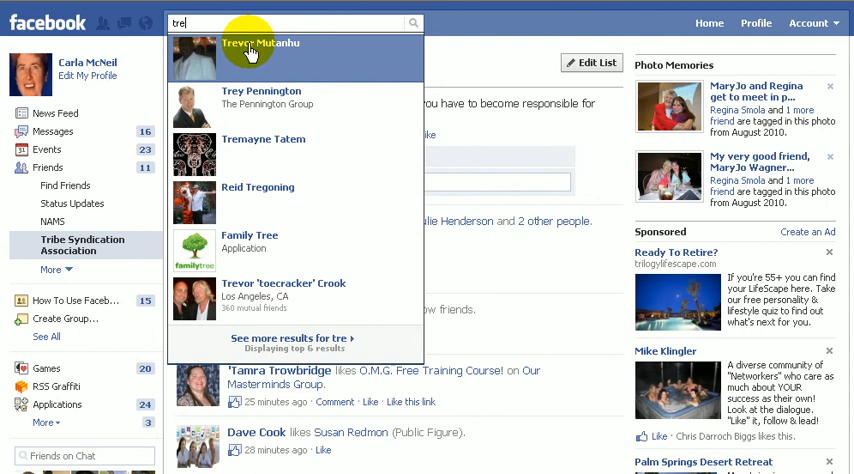 facebook
tre
Home
Profile
Account
Carla McNeil
Edit My Profile
News Feed
Messages 16
Events 23
Friends 11
Find Friends
Status Updates
NAMS
Tribe Syndication
Association
More
How To Use Faceb... 15
Create Group...
See All
Games 20
RSS Graffiti
Applications 24
More 3
Friends on Chat
Trevor Mutanhu
Trey Pennington
The Pennington Group
Tremayne Tatem
Reid Tregoning
Family Tree
Application
familytree
Trevor 'toecracker' Crook
Los Angeles, CA
360 mutual friends
See more results for tre
Displaying top 6 results
Edit List
you have to become responsible for
ke
ulie Henderson and 2 other people.
ow friends.
'Tamra Trowbridge likes O.M.G. Free Training Course! on Our
Masterminds Group.
25 minutes ago · Comment · Like · Like this link
Dave Cook likes Susan Redmon (Public Figure).
28 minutes ago · Like
Photo Memories
MaryJo and Regina
get to meet in p...
Regina Smola and 1 more
friend are tagged in this photo
from August 2010.
My very good friend,
MaryJo Wagner...
Regina Smola and 1 more
friend are tagged in this photo
from August 2010.
Sponsored
Create an Ad
Ready To Retire?
trilogylifescape.com
If you're 55+ you can
find your LifeScape here.
Take our free personality &
lifestyle quiz to find out
what's next for you.
Mike Klingler
A diverse community of
"Networkers" who care as
much about YOUR
success as their own!
Look at the dialogue.
"Like" it, follow & lead!
Like · Chris Darroch Biggs likes this.
Palm Springs Desert Retreat